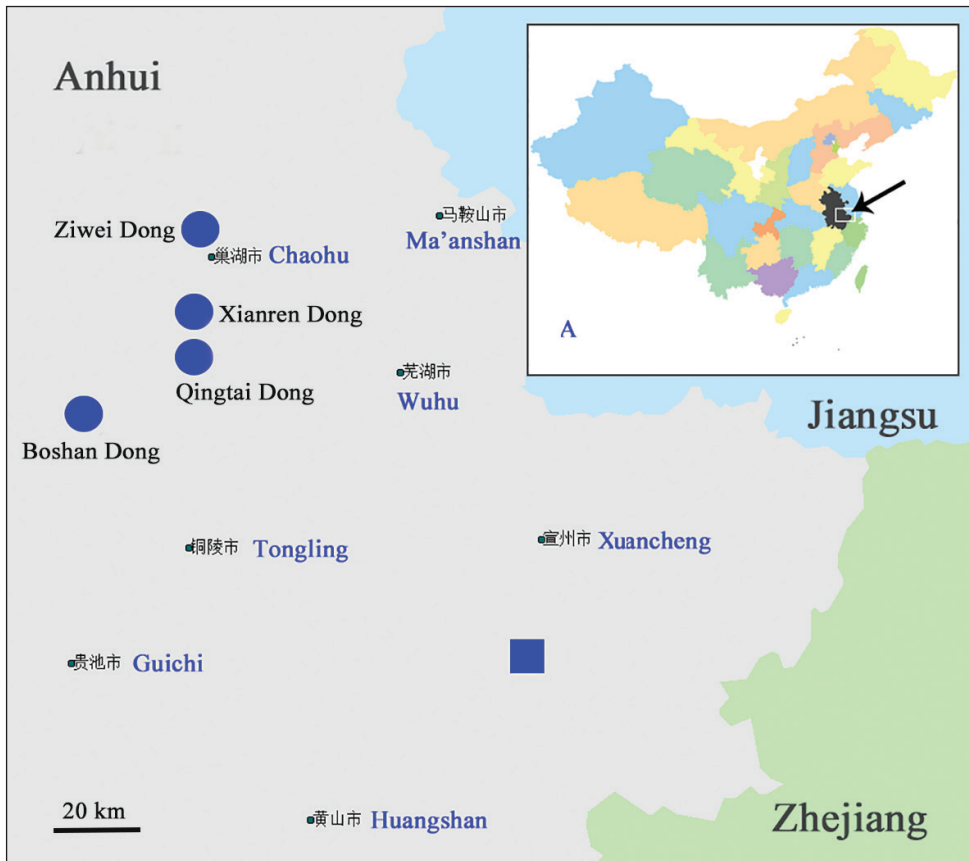 Anhui
Ziwei Dong
巢湖市 Chaohu
马鞍山市
Ma'anshan
Xianren Dong
Qingtai Dong
芜湖市
Wuhu
Boshan Dong
A
Jiangsu
铜陵市 Tongling
宣州市 Xuancheng
贵池市 Guichi
20 km
黄山市 Huangshan
Zhejiang